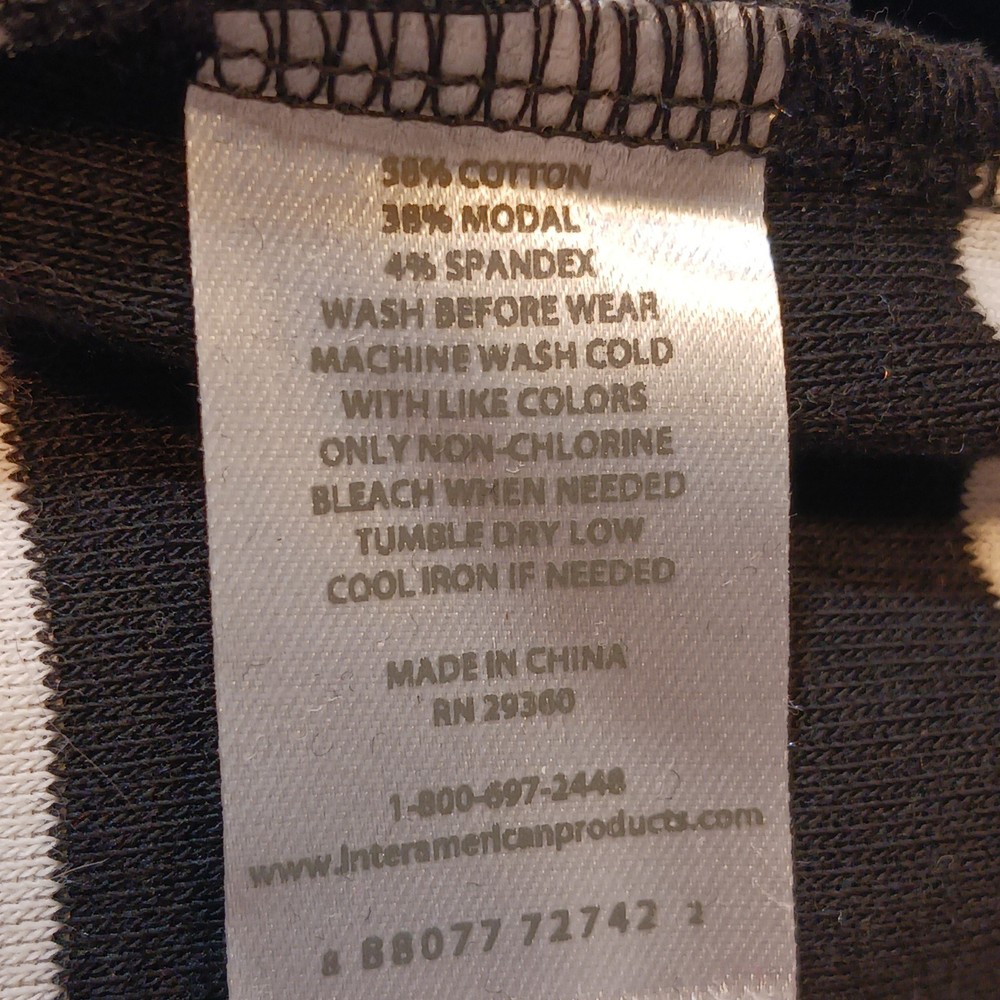 58% COTTON
38% MODAL
4% SPANDEX
WASH BEFORE WEAR
MACHINE WASH COLD
WITH LIKE COLORS
ONLY NON-CHLORINE
BLEACH WHEN NEEDED
TUMBLE DRY LOW
COOL IRON IF NEEDED
MADE IN CHINA
RN 29360
1-800-697-2448
www.interamericanproducts.com
8 88077 72742 2